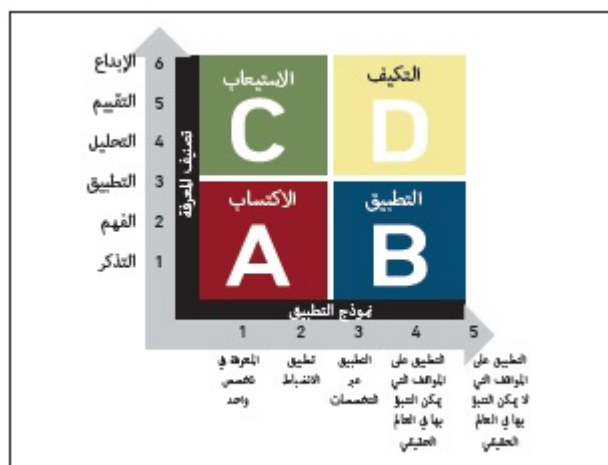 الإبداع 6
التقييم 5
التحليل 4
التطبيق 3
الفهم 2
التذكر 1
تصنيف المعرفة
الاستيعاب
C
التكيف
D
الاكتساب
A
التطبيق
B
نموذج التطبيق
1 2 3 4 5
المعرفة في
تخصص
واحد
تطبيق
الانضباط
التطبيق
عبر
التخصصات
التطبيق على
المواقف التي
يمكن التنبؤ
بها في العالم
الحقيقي
التطبيق على
المواقف التي
لا يمكن التنبؤ
بها في العالم
الحقيقي